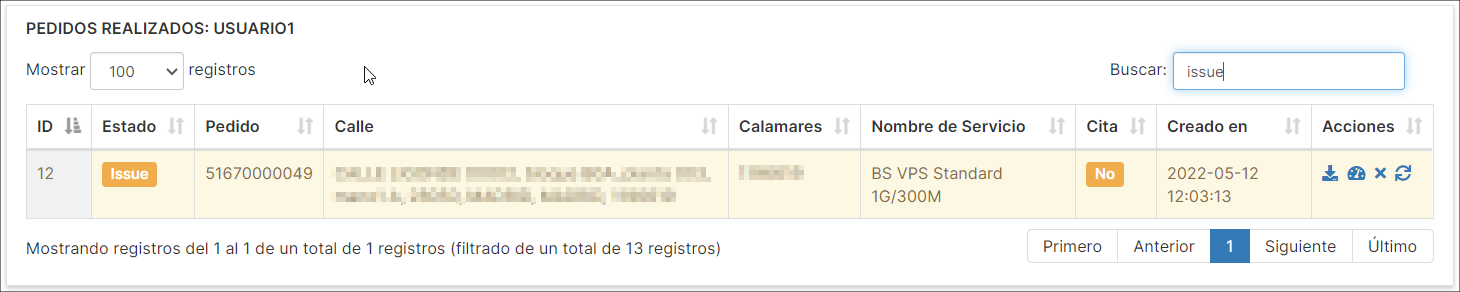 PEDIDOS REALIZADOS: USUARIO1
Mostrar 100 registros Buscar: issue
ID Estado Pedido Calle Calamares Nombre de Servicio Cita Creado en Acciones
12 Issue 51670000049 BS VPS Standard No 2022-05-12
1G/300M 12:03:13
Mostrando registros del 1 al 1 de un total de 1 registros (filtrado de un total de 13 registros) Primero Anterior 1 Siguiente Último